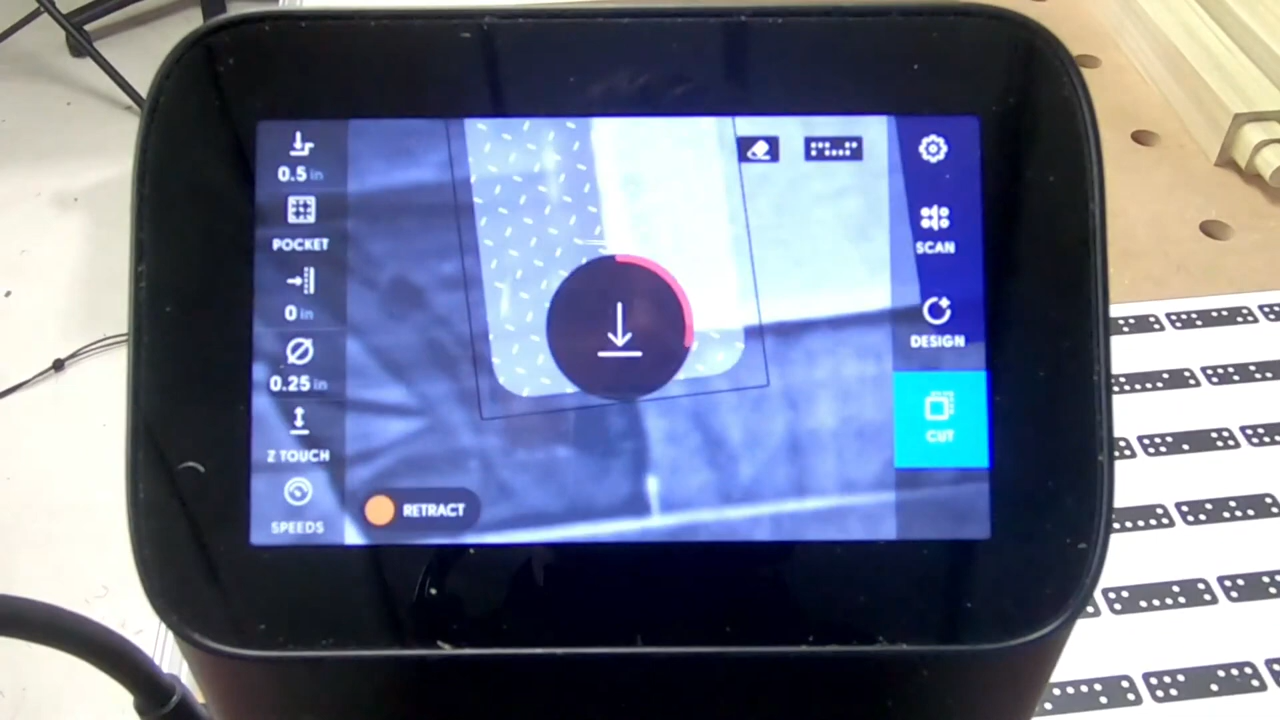 0.5 in
POCKET
0 in
0.25 in
Z TOUCH
SPEEDS
RETRACT
SCAN
DESIGN
CUT